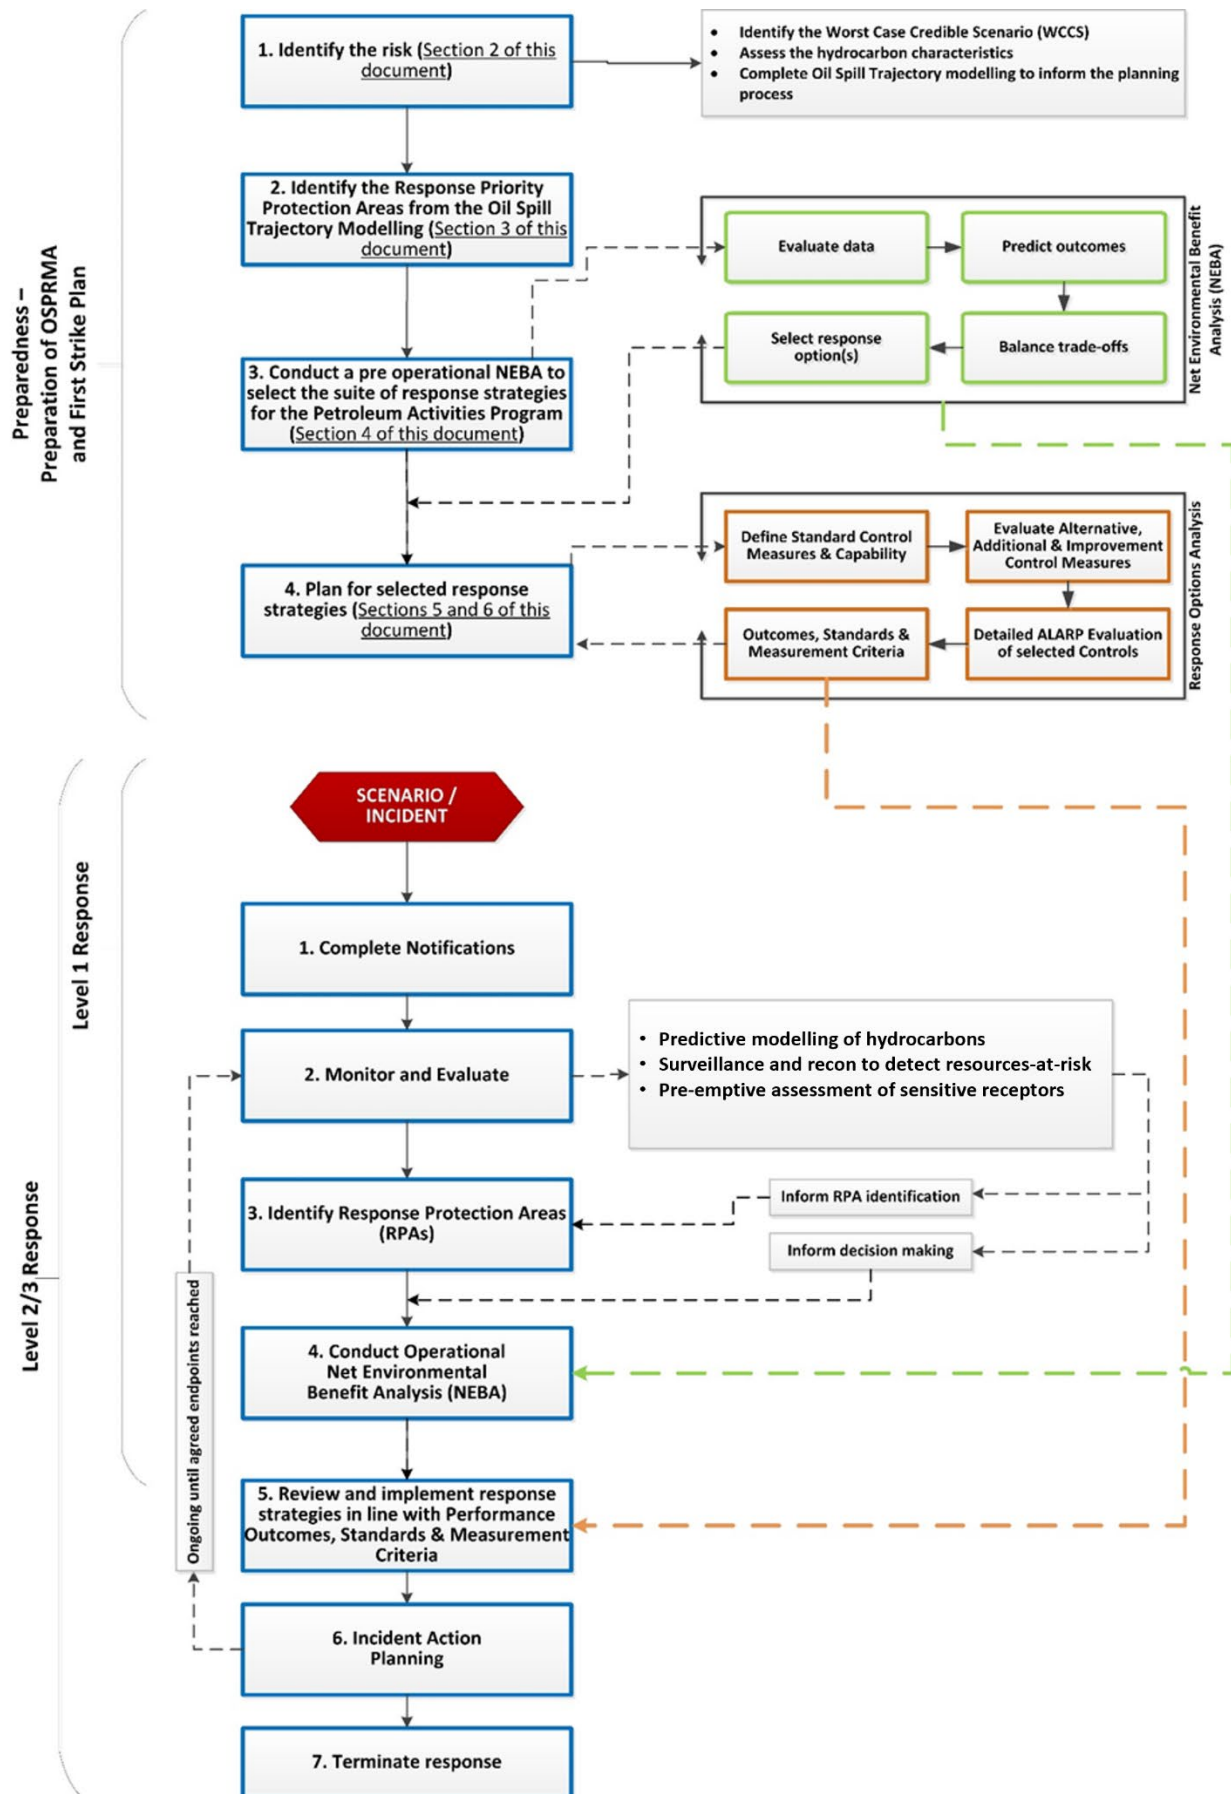 Preparedness –
Preparation of OSPRMA
and First Strike Plan
1. Identify the risk (Section 2 of this
document)
• Identify the Worst Case Credible Scenario (WCCS)
• Assess the hydrocarbon characteristics
• Complete Oil Spill Trajectory modelling to inform the planning
process
2. Identify the Response Priority
Protection Areas from the Oil Spill
Trajectory Modelling (Section 3 of this
document)
Evaluate data
Predict outcomes
Select response
option(s)
Balance trade-offs
Net Environmental Benefit
Analysis (NEBA)
3. Conduct a pre operational NEBA to
select the suite of response strategies
for the Petroleum Activities Program
(Section 4 of this document)
4. Plan for selected response
strategies (Sections 5 and 6 of this
document)
Define Standard Control
Measures & Capability
Evaluate Alternative,
Additional & Improvement
Control Measures
Outcomes, Standards &
Measurement Criteria
Detailed ALARP Evaluation
of selected Controls
Response Options Analysis
Level 2/3 Response
Level 1 Response
SCENARIO /
INCIDENT
1. Complete Notifications
2. Monitor and Evaluate
• Predictive modelling of hydrocarbons
• Surveillance and recon to detect resources-at-risk
• Pre-emptive assessment of sensitive receptors
3. Identify Response Protection Areas
(RPAs)
Inform RPA identification
Inform decision making
4. Conduct Operational
Net Environmental
Benefit Analysis (NEBA)
Ongoing until agreed endpoints reached
5. Review and implement response
strategies in line with Performance
Outcomes, Standards & Measurement
Criteria
6. Incident Action
Planning
7. Terminate response